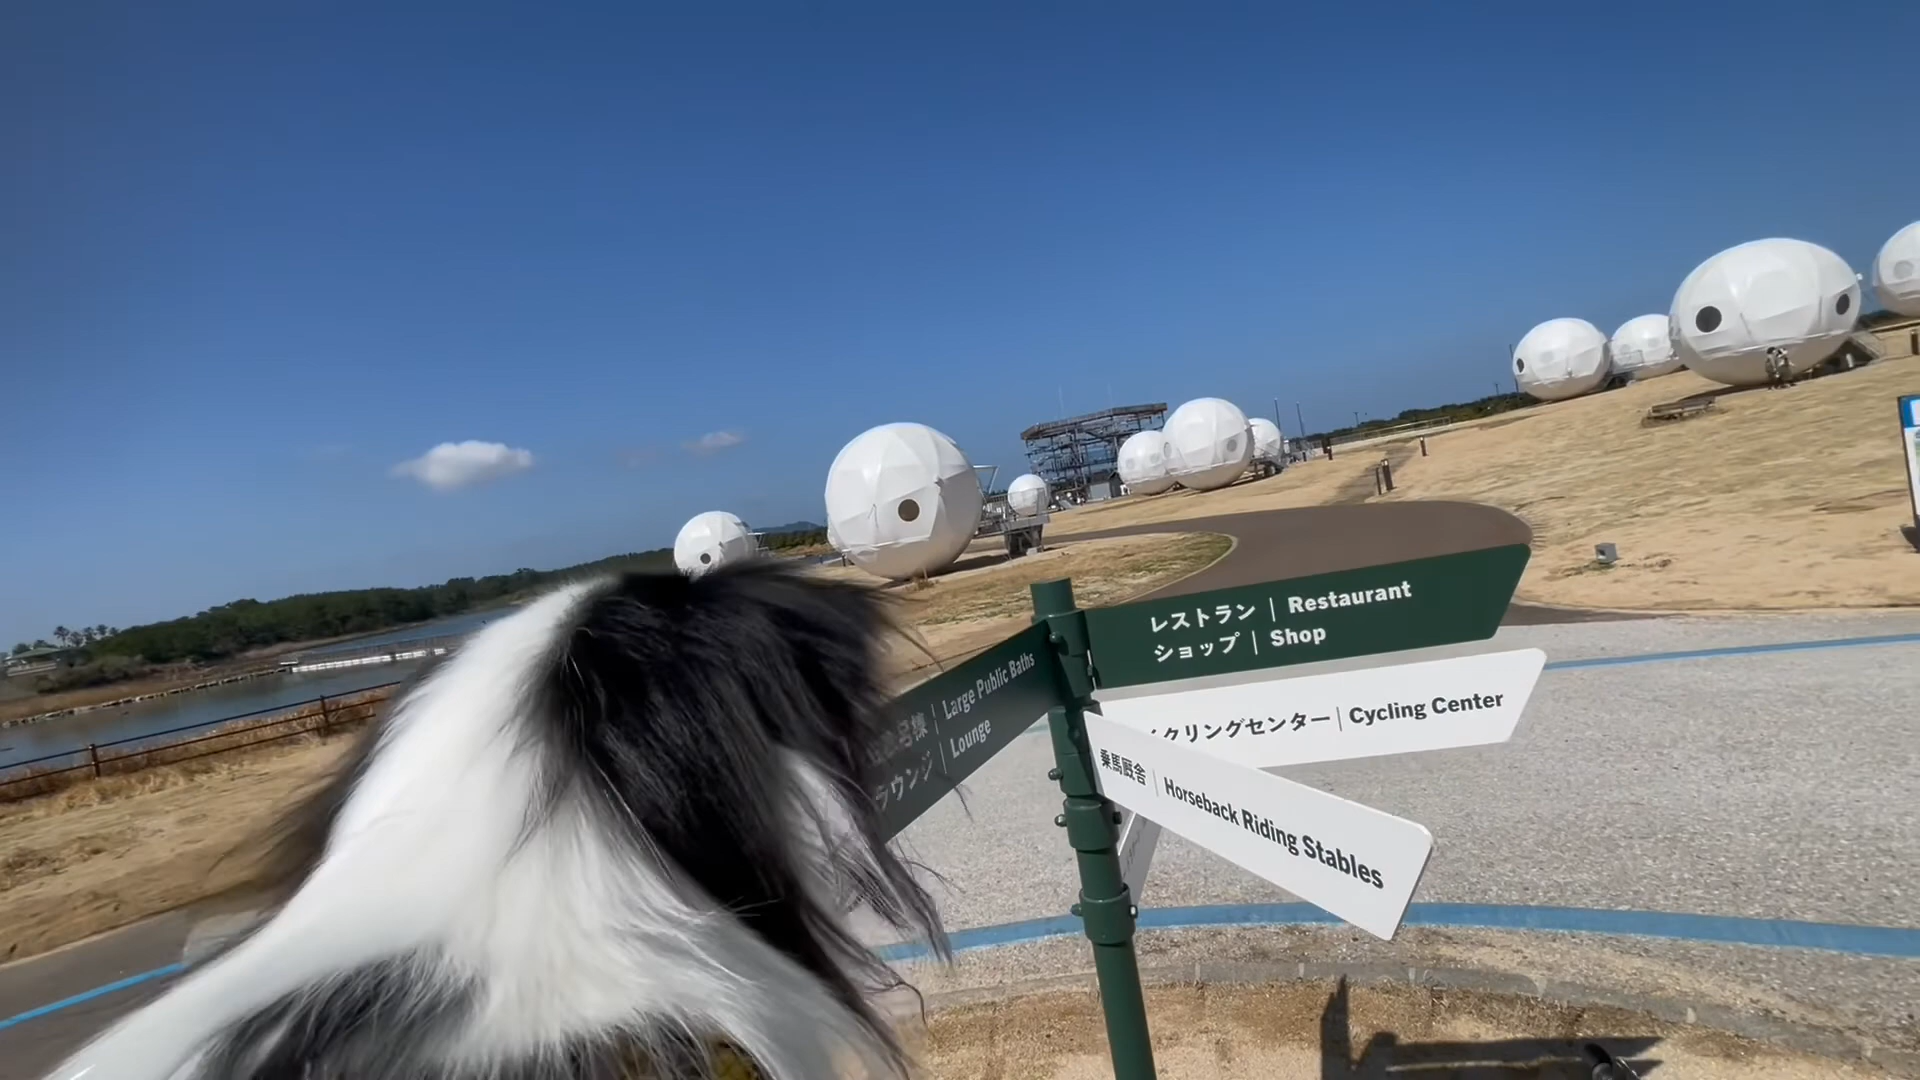 レストラン | Restaurant
ショップ | Shop
Large Public Baths
ラウンジ | Lounge
クリングセンター | Cycling Center
乗馬厩舎 | Horseback Riding Stables